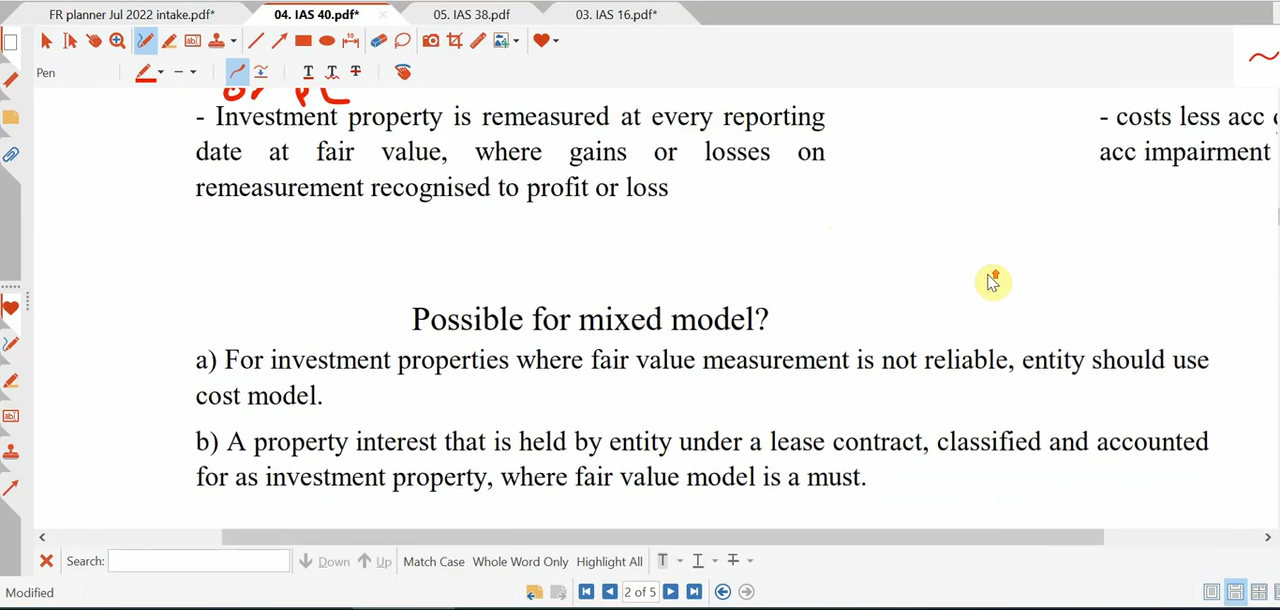 FR planner Jul 2022 intake.pdf*
04. IAS 40.pdf*
05. IAS 38.pdf
03. IAS 16.pdf*
Pen
or PL
- Investment property is remeasured at every reporting
date at fair value, where gains or losses on
remeasurement recognised to profit or loss
- costs less acc
acc impairment
Possible for mixed model?
a) For investment properties where fair value measurement is not reliable, entity should use
cost model.
b) A property interest that is held by entity under a lease contract, classified and accounted
for as investment property, where fair value model is a must.
Search: Down Up Match Case Whole Word Only Highlight All
Modified
2 of 5